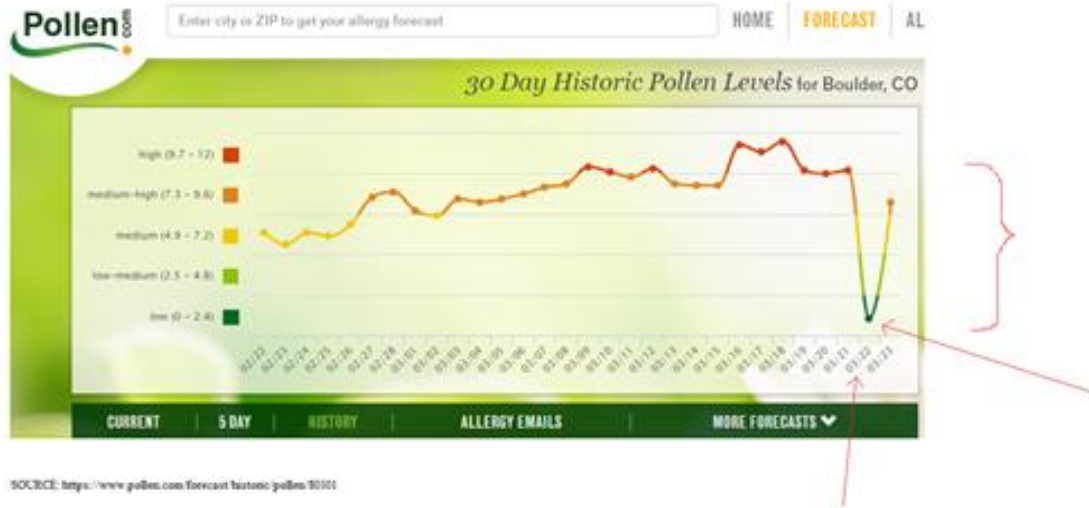 Pollen.com
Enter city or ZIP to get your allergy forecast
HOME FORECAST AL
30 Day Historic Pollen Levels for Boulder, CO
high (9.7 - 12)
medium-high (7.3 - 9.6)
medium (4.9 - 7.2)
low-medium (2.5 - 4.8)
low (0 - 2.4)
02/22 02/23 02/24 02/25 02/26 02/27 02/28 03/01 03/02 03/03 03/04 03/05 03/06 03/07 03/08 03/09 03/10 03/11 03/12 03/13 03/14 03/15 03/16 03/17 03/18 03/19 03/20 03/21 03/22 03/23
CURRENT 5 DAY HISTORY ALLERGY EMAILS MORE FORECASTS
SOURCE: https://www.pollen.com/forecast/historic/pollen/80301